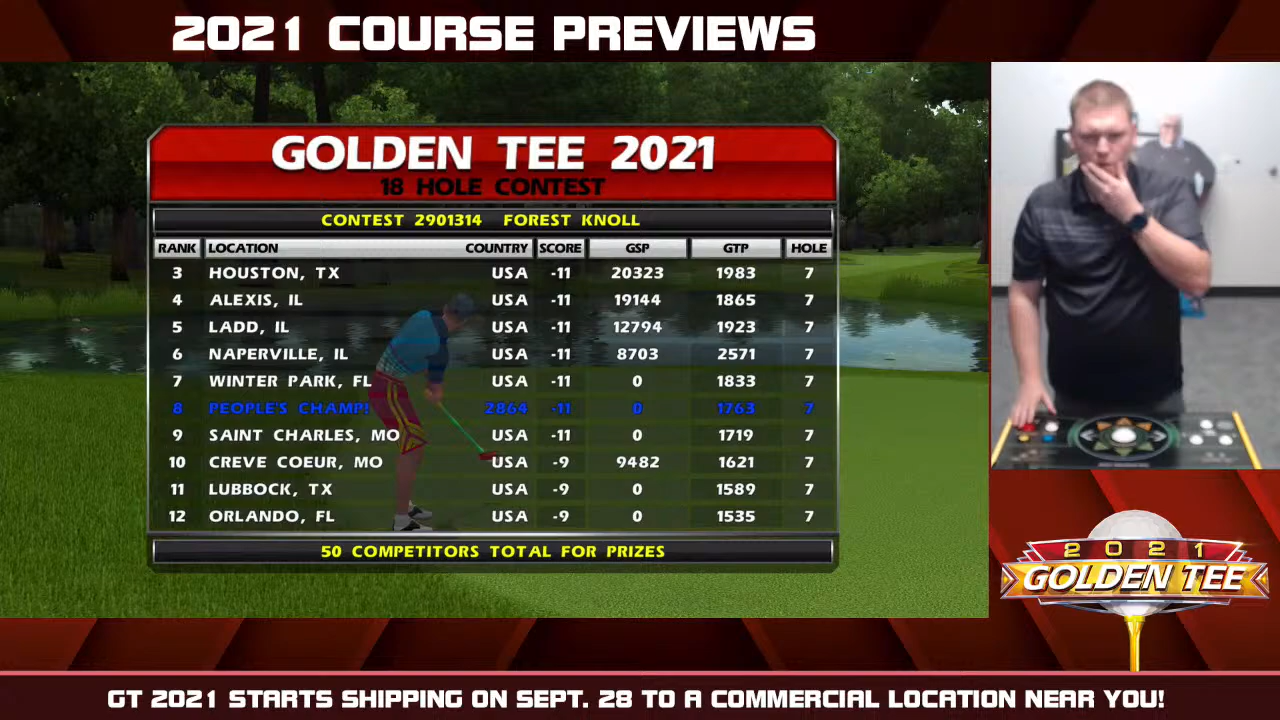 2021 COURSE PREVIEWS
GOLDEN TEE 2021
18 HOLE CONTEST
CONTEST 2901314 FOREST KNOLL
RANK LOCATION COUNTRY SCORE GSP GTP HOLE
3 HOUSTON, TX USA -11 20323 1983 7
4 ALEXIS, IL USA -11 19144 1865 7
5 LADD, IL USA -11 12794 1923 7
6 NAPERVILLE, IL USA -11 8703 2571 7
7 WINTER PARK, FL USA -11 0 1833 7
8 PEOPLE'S CHAMP! 2864 -11 0 1763 7
9 SAINT CHARLES, MO USA -11 0 1719 7
10 CREVE COEUR, MO USA -9 9482 1621 7
11 LUBBOCK, TX USA -9 0 1589 7
12 ORLANDO, FL USA -9 0 1535 7
50 COMPETITORS TOTAL FOR PRIZES
2021
GOLDEN TEE
GT 2021 STARTS SHIPPING ON SEPT. 28 TO A COMMERCIAL LOCATION NEAR YOU!